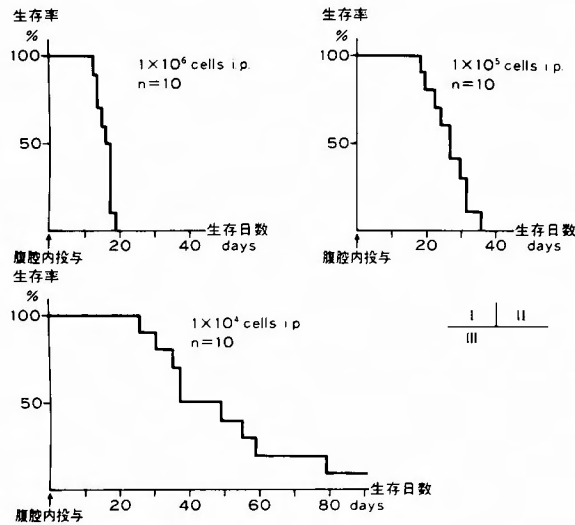 生存率
%
100
50
1×10⁶ cells i.p.
n=10
20
40
生存日数
days
腹腔内投与
生存率
%
100
50
1×10⁵ cells i.p.
n=10
20
40
生存日数
days
腹腔内投与
生存率
%
100
50
1×10⁴ cells i.p
n=10
20
40
60
80
生存日数
days
腹腔内投与
I II
III